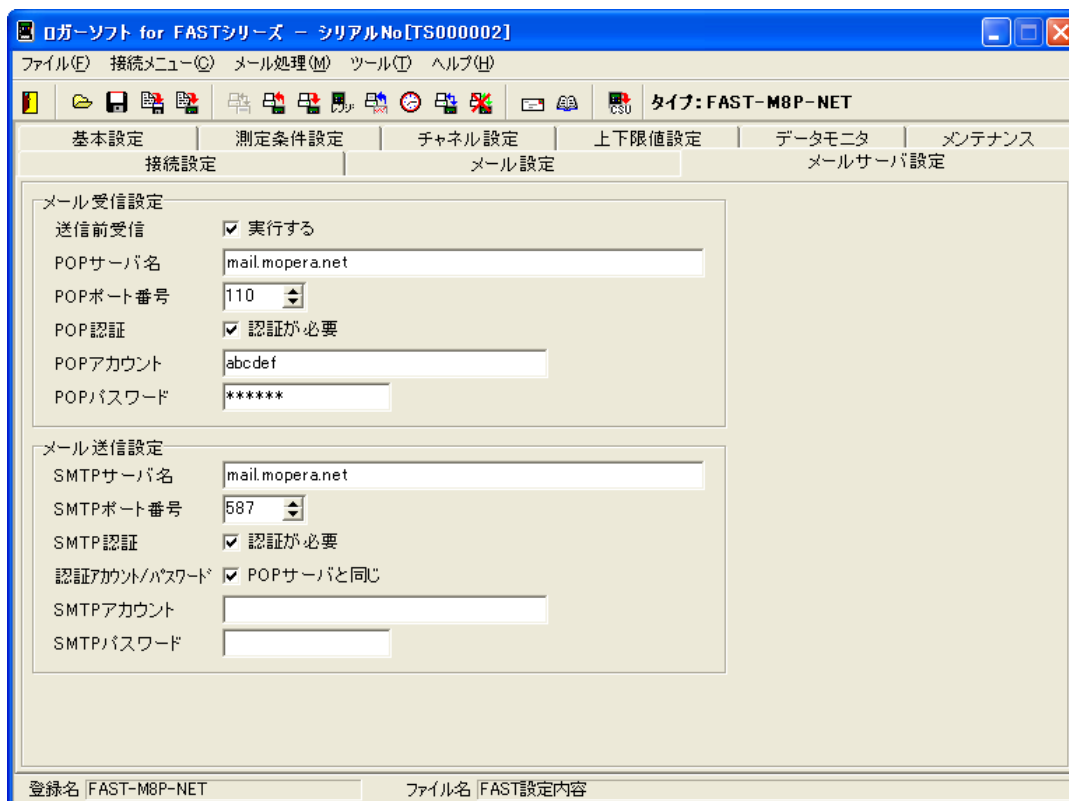 ロガーソフト for FASTシリーズ － シリアルNo[TS000002]
ファイル(F) 接続メニュー(C) メール処理(M) ツール(T) ヘルプ(H)
タイプ:FAST-M8P-NET
基本設定 測定条件設定 チャネル設定 上下限値設定 データモニタ メンテナンス
接続設定 メール設定 メールサーバ設定
メール受信設定
送信前受信 実行する
POPサーバ名 mail.mopera.net
POPポート番号 110
POP認証 認証が必要
POPアカウント abcdef
POPパスワード ******
メール送信設定
SMTPサーバ名 mail.mopera.net
SMTPポート番号 587
SMTP認証 認証が必要
認証アカウント/パスワード POPサーバと同じ
SMTPアカウント
SMTPパスワード
登録名 FAST-M8P-NET ファイル名 FAST設定内容